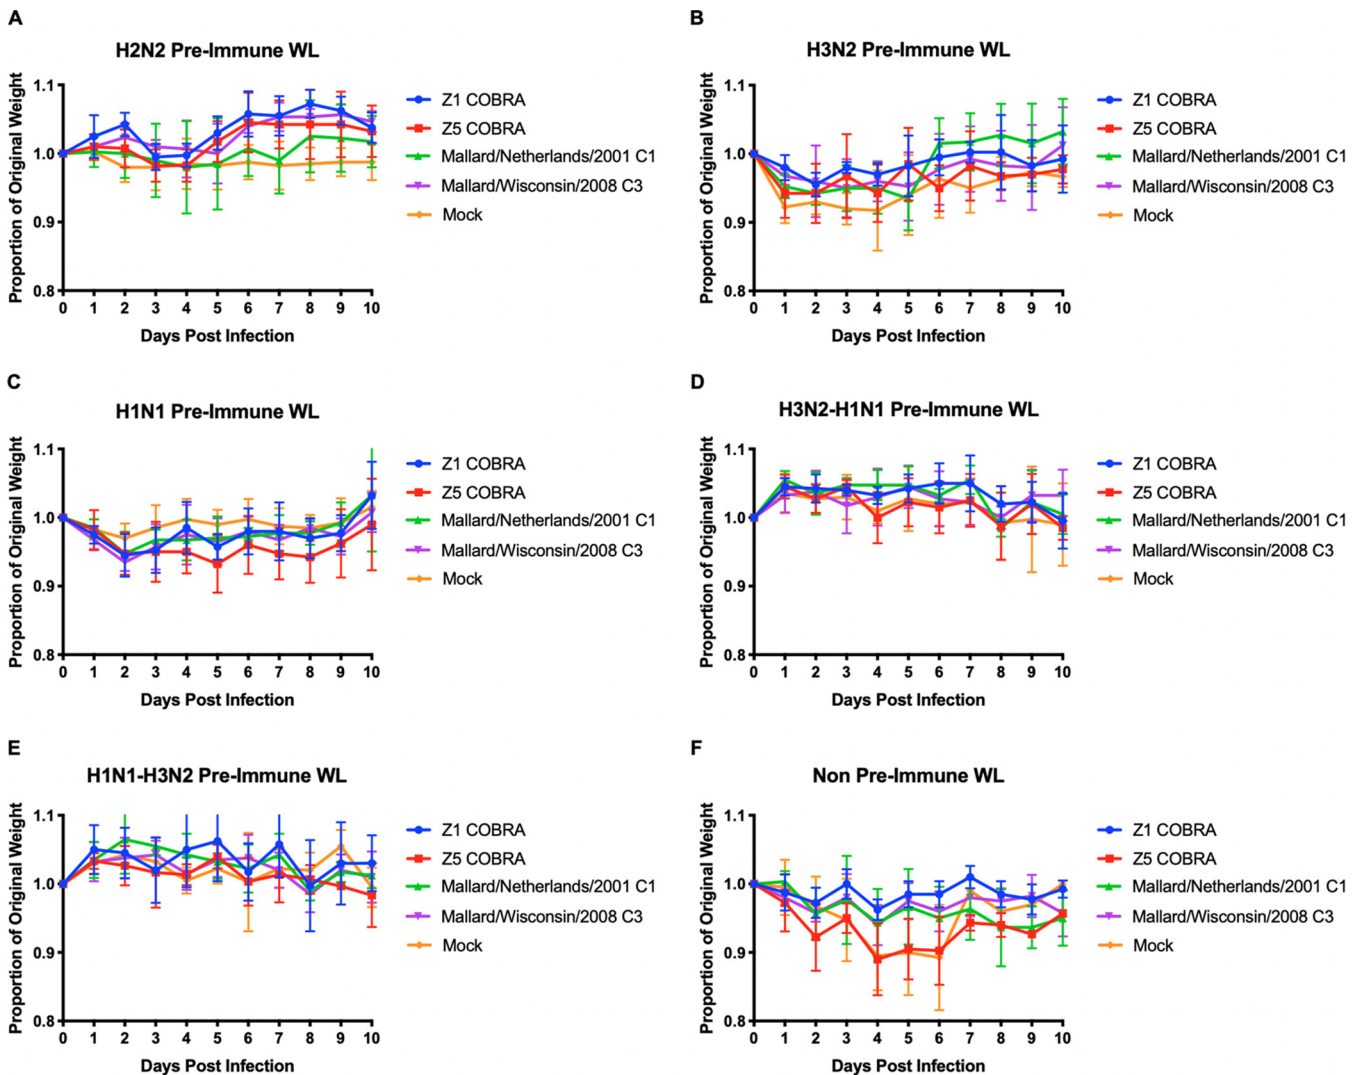 A
H2N2 Pre-Immune WL
Proportion of Original Weight
1.1
1.0
0.9
0.8
0 1 2 3 4 5 6 7 8 9 10
Days Post Infection
Z1 COBRA
Z5 COBRA
Mallard/Netherlands/2001 C1
Mallard/Wisconsin/2008 C3
Mock
B
H3N2 Pre-Immune WL
Proportion of Original Weight
1.1
1.0
0.9
0.8
0 1 2 3 4 5 6 7 8 9 10
Days Post Infection
Z1 COBRA
Z5 COBRA
Mallard/Netherlands/2001 C1
Mallard/Wisconsin/2008 C3
Mock
C
H1N1 Pre-Immune WL
Proportion of Original Weight
1.1
1.0
0.9
0.8
0 1 2 3 4 5 6 7 8 9 10
Days Post Infection
Z1 COBRA
Z5 COBRA
Mallard/Netherlands/2001 C1
Mallard/Wisconsin/2008 C3
Mock
D
H3N2-H1N1 Pre-Immune WL
Proportion of Original Weight
1.1
1.0
0.9
0.8
0 1 2 3 4 5 6 7 8 9 10
Days Post Infection
Z1 COBRA
Z5 COBRA
Mallard/Netherlands/2001 C1
Mallard/Wisconsin/2008 C3
Mock
E
H1N1-H3N2 Pre-Immune WL
Proportion of Original Weight
1.1
1.0
0.9
0.8
0 1 2 3 4 5 6 7 8 9 10
Days Post Infection
Z1 COBRA
Z5 COBRA
Mallard/Netherlands/2001 C1
Mallard/Wisconsin/2008 C3
Mock
F
Non Pre-Immune WL
Proportion of Original Weight
1.1
1.0
0.9
0.8
0 1 2 3 4 5 6 7 8 9 10
Days Post Infection
Z1 COBRA
Z5 COBRA
Mallard/Netherlands/2001 C1
Mallard/Wisconsin/2008 C3
Mock